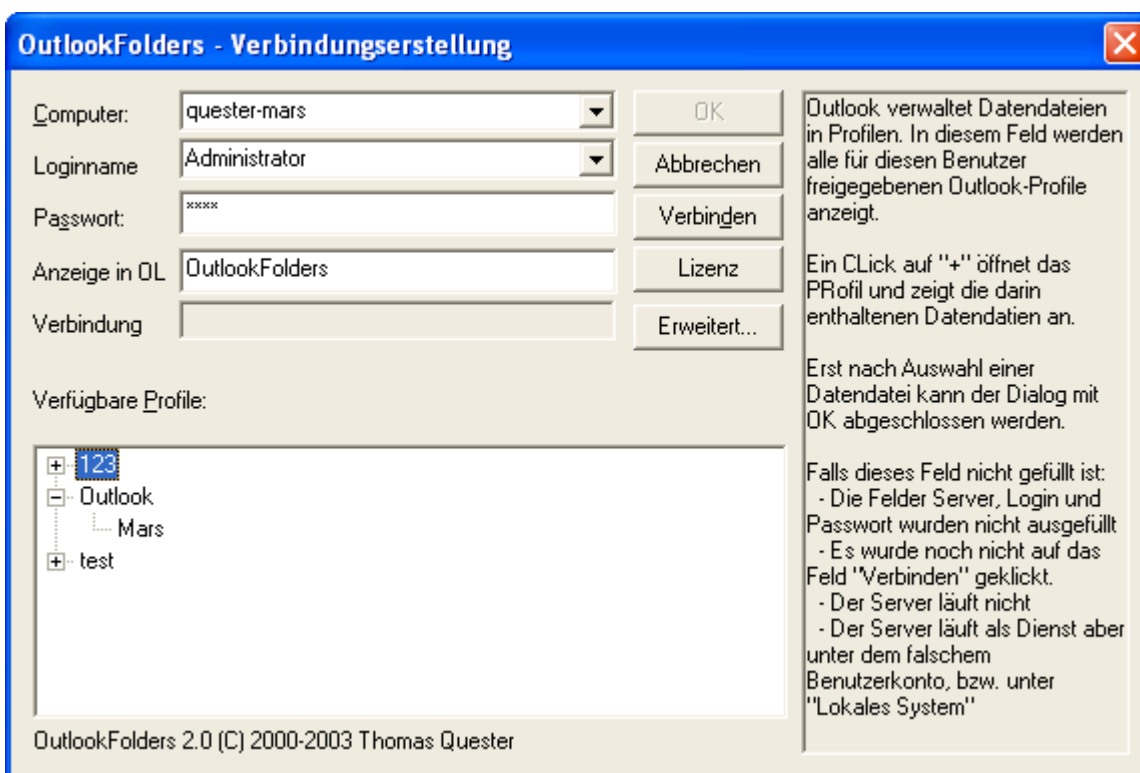 OutlookFolders - Verbindungserstellung
Computer:
quester-mars
OK
Loginname
Administrator
Abbrechen
Passwort:
xxxx
Verbinden
Anzeige in OL
OutlookFolders
Lizenz
Verbindung
Erweitert...
Verfügbare Profile:
123
Outlook
Mars
test
OutlookFolders 2.0 (C) 2000-2003 Thomas Quester
Outlook verwaltet Datendateien
in Profilen. In diesem Feld werden
alle für diesen Benutzer
freigegebenen Outlook-Profile
anzeigt.
Ein CLick auf "+" öffnet das
PRofil und zeigt die darin
enthaltenen Datendatien an.
Erst nach Auswahl einer
Datendatei kann der Dialog mit
OK abgeschlossen werden.
Falls dieses Feld nicht gefüllt ist:
- Die Felder Server, Login und
Passwort wurden nicht ausgefüllt
- Es wurde noch nicht auf das
Feld "Verbinden" geklickt.
- Der Server läuft nicht
- Der Server läuft als Dienst aber
unter dem falschem
Benutzerkonto, bzw. unter
"Lokales System"